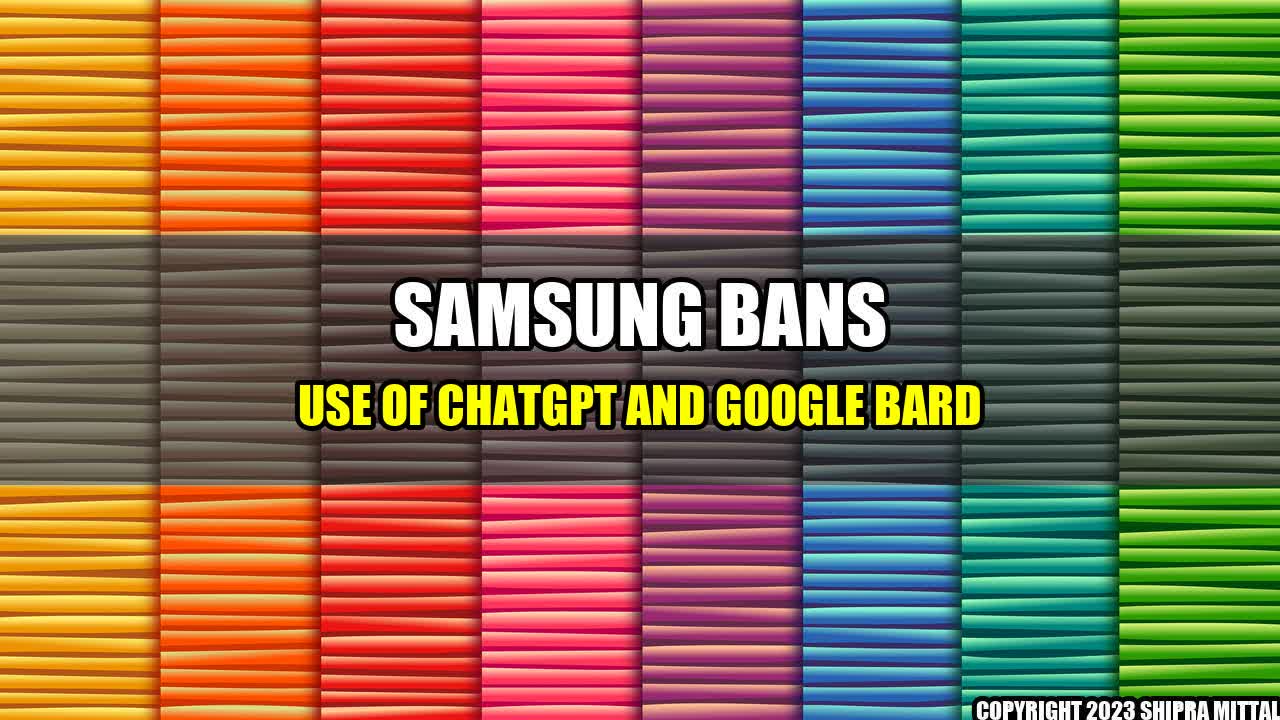 SAMSUNG BANS
USE OF CHATGPT AND GOOGLE BARD
COPYRIGHT 2023 SHIPRA MITTAL